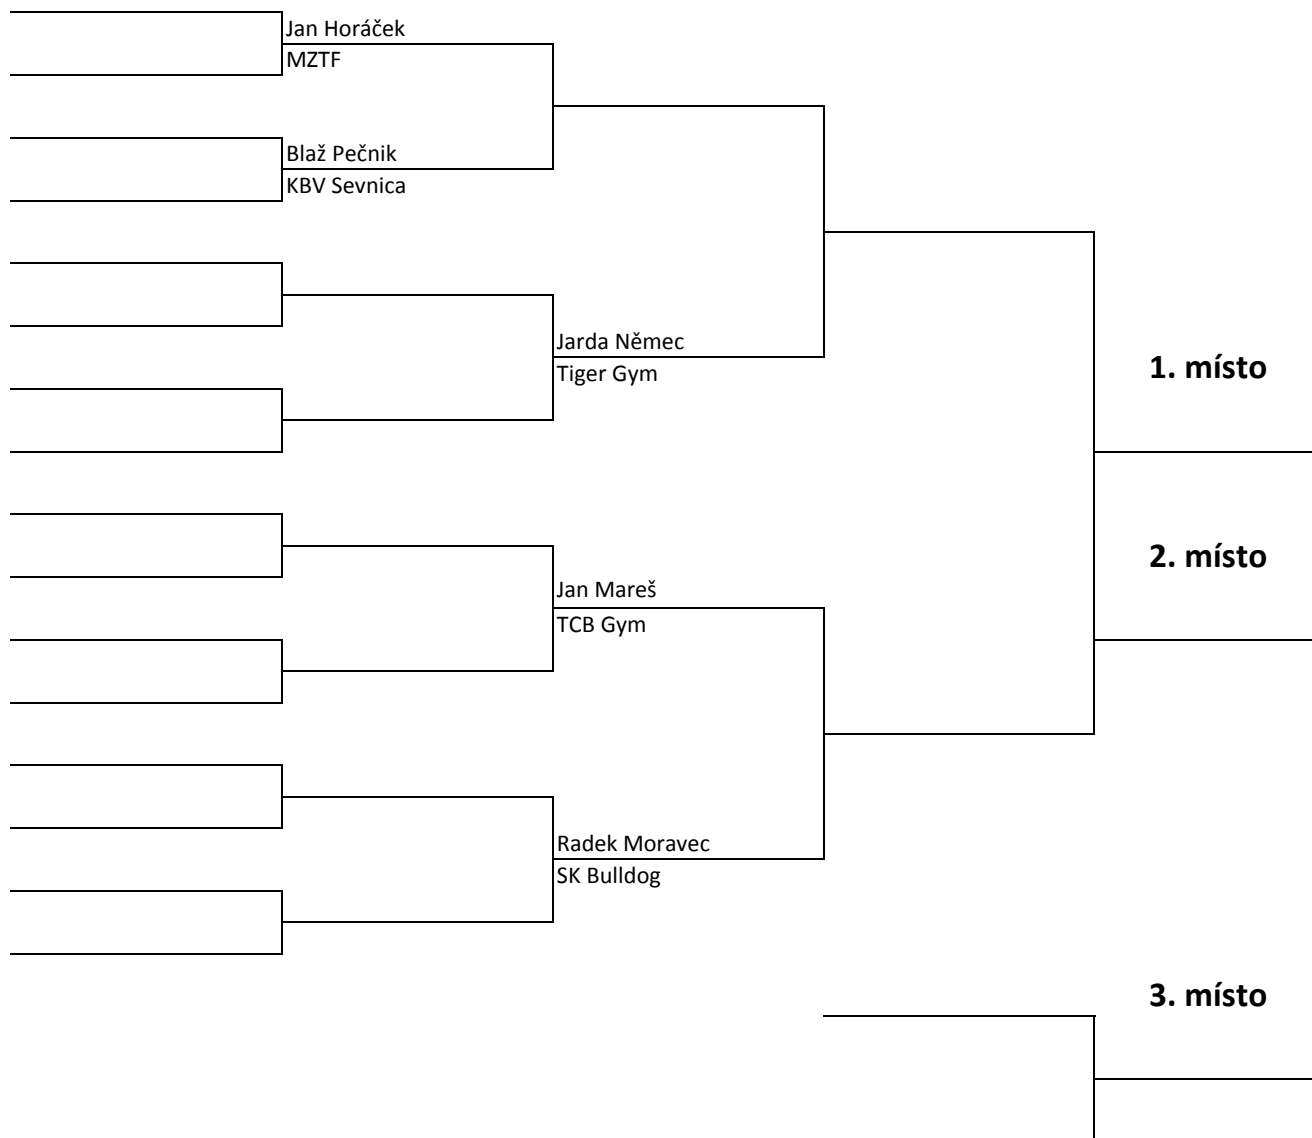 Jan Horáček
MZTF
Blaž Pečnik
KBV Sevnica
Jarda Němec
Tiger Gym
1. místo
2. místo
Jan Mareš
TCB Gym
Radek Moravec
SK Bulldog
3. místo